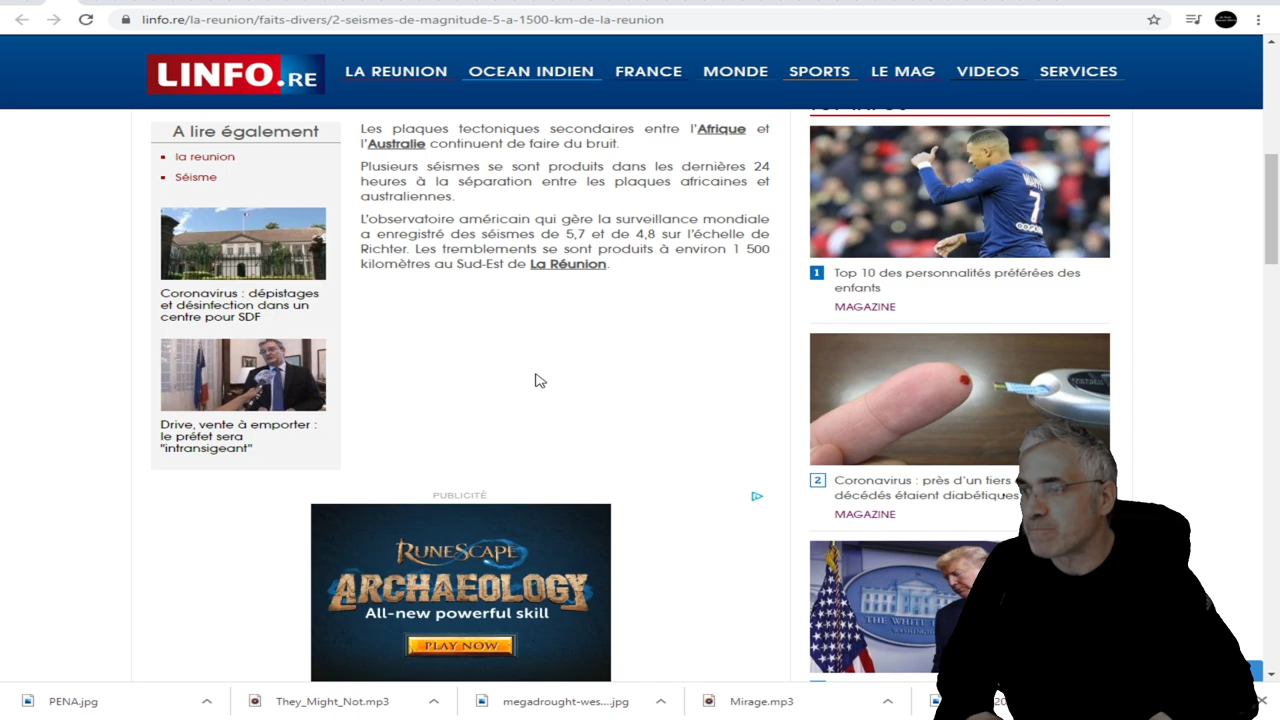 linfo.re/la-reunion/faits-divers/2-seismes-de-magnitude-5-a-1500-km-de-la-reunion
LINFO.RE
LA REUNION
OCEAN INDIEN
FRANCE
MONDE
SPORTS
LE MAG
VIDEOS
SERVICES
A lire également
la reunion
Séisme
Coronavirus : dépistages
et désinfection dans un
centre pour SDF
Drive, vente à emporter :
le préfet sera
"intransigeant"
Les plaques tectoniques secondaires entre l'Afrique et
l'Australie continuent de faire du bruit.
Plusieurs séismes se sont produits dans les dernières 24
heures à la séparation entre les plaques africaines et
australiennes.
L'observatoire américain qui gère la surveillance mondiale
a enregistré des séismes de 5,7 et de 4,8 sur l'échelle de
Richter. Les tremblements se sont produits à environ 1 500
kilomètres au Sud-Est de La Réunion.
PUBLICITÉ
RUNESCAPE
ARCHAEOLOGY
All-new powerful skill
PLAY NOW
7
1 Top 10 des personnalités préférées des
enfants
MAGAZINE
2 Coronavirus : près d'un tiers
décédés étaient diabétiques
MAGAZINE
THE WHITE
PENA.jpg
They_Might_Not.mp3
megadrought-wes....jpg
Mirage.mp3